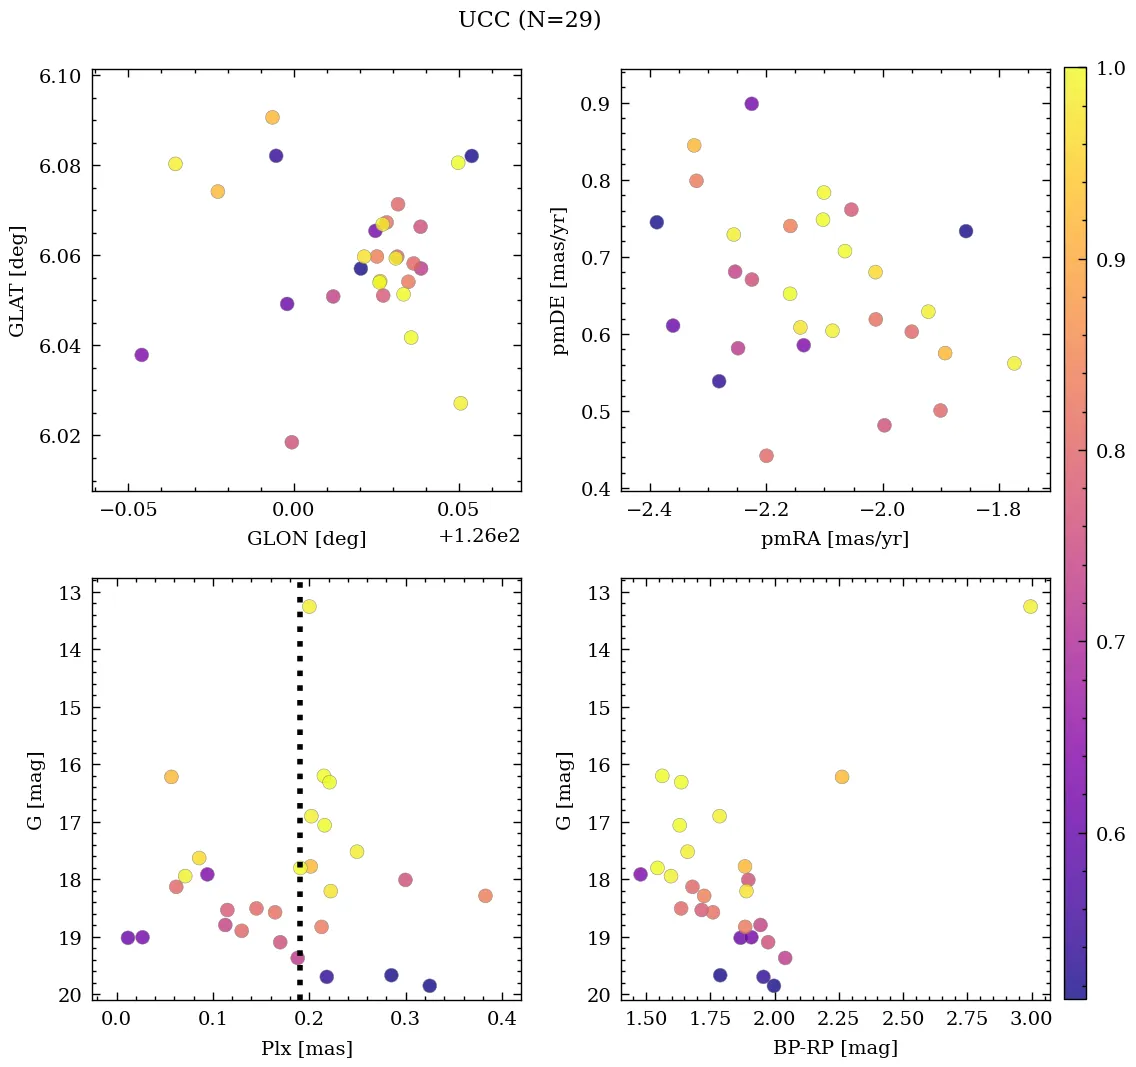 UCC (N=29)
6.10
6.08
6.06
6.04
6.02
GLAT [deg]
−0.05 0.00 0.05
GLON [deg]
+1.26e2
0.9
0.8
0.7
0.6
0.5
0.4
pmDE [mas/yr]
−2.4 −2.2 −2.0 −1.8
pmRA [mas/yr]
1.0
0.9
0.8
0.7
0.6
13
14
15
16
17
18
19
20
G [mag]
0.0 0.1 0.2 0.3 0.4
Plx [mas]
13
14
15
16
17
18
19
20
G [mag]
1.50 1.75 2.00 2.25 2.50 2.75 3.00
BP-RP [mag]